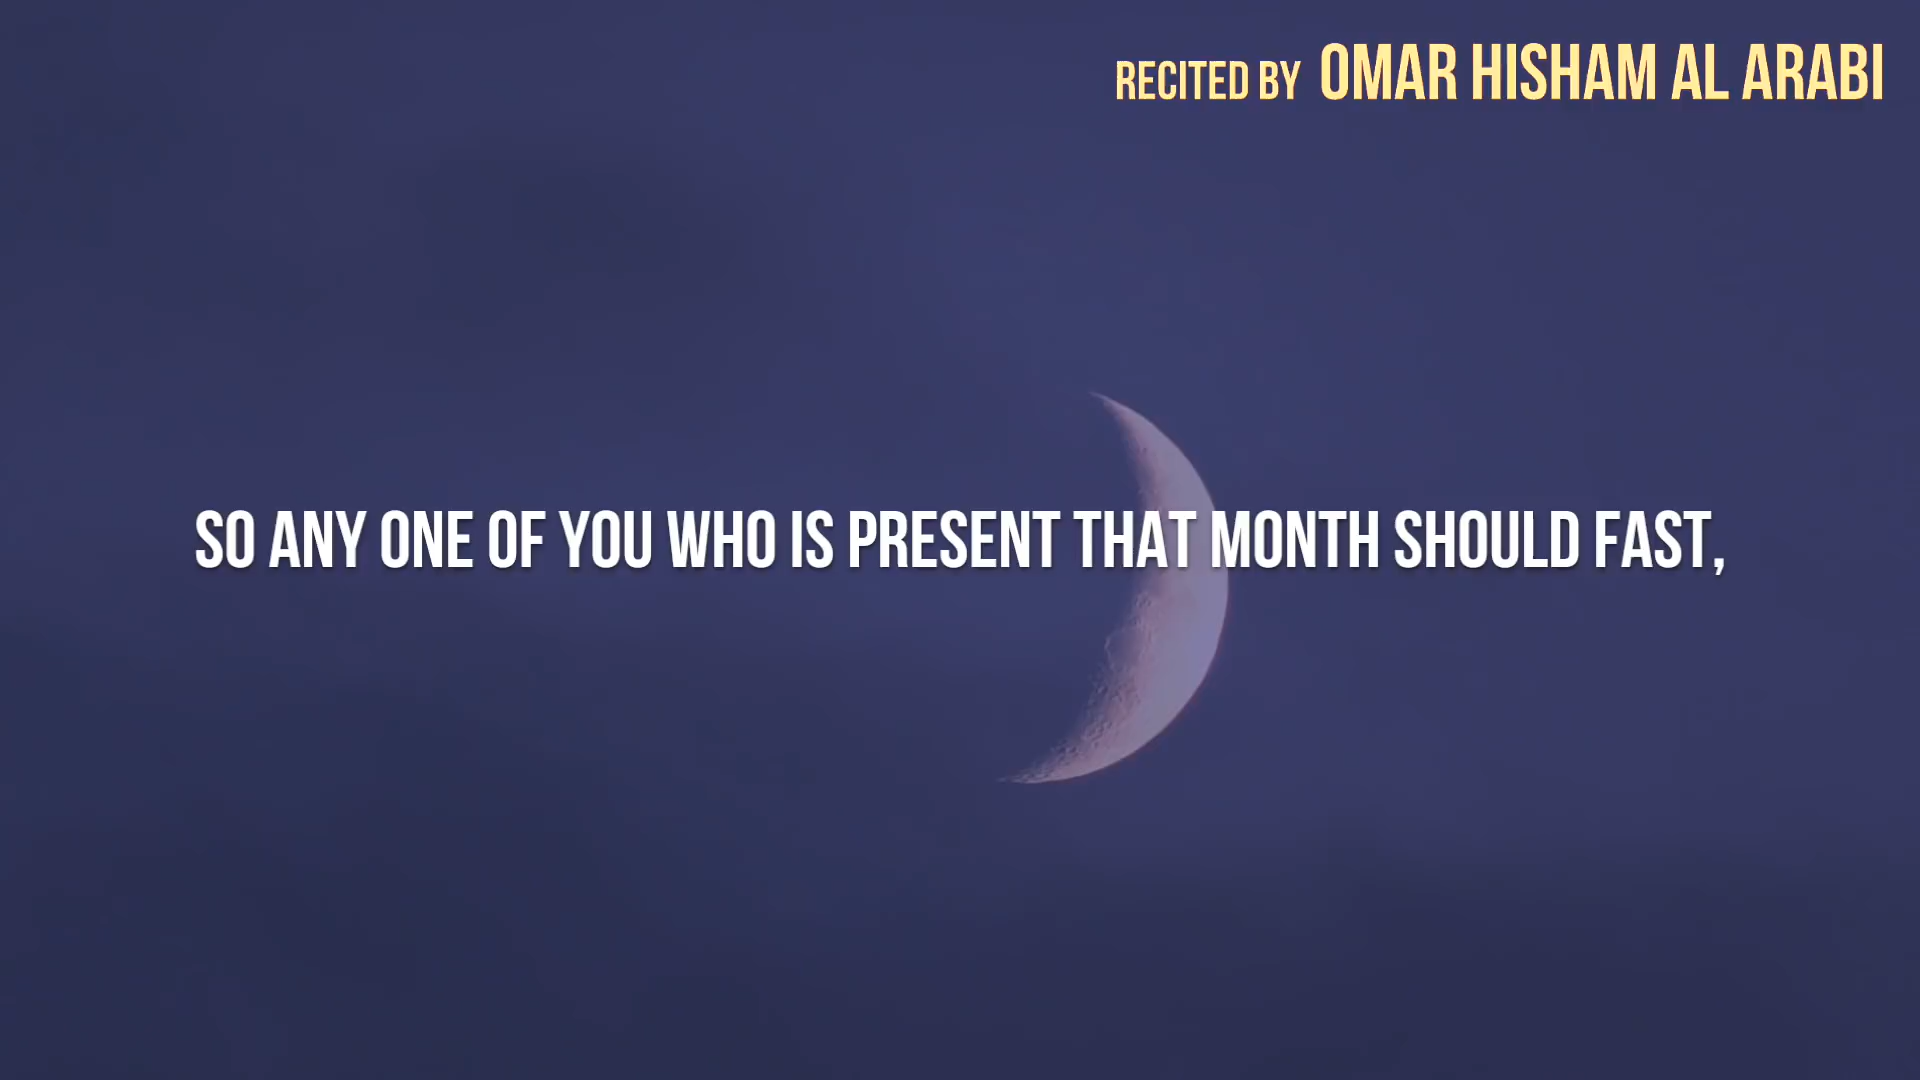 RECITED BY OMAR HISHAM AL ARABI
SO ANY ONE OF YOU WHO IS PRESENT THAT MONTH SHOULD FAST,